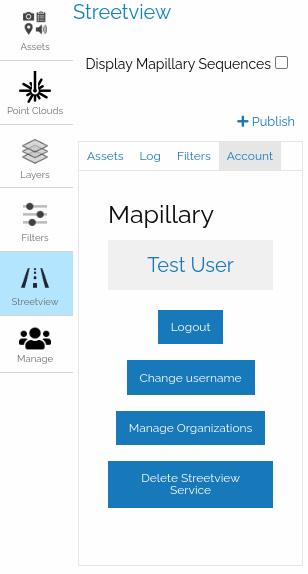 Streetview
Assets
Point Clouds
Layers
Filters
Streetview
Manage
Display Mapillary Sequences
+ Publish
Assets Log Filters Account
Mapillary
Test User
Logout
Change username
Manage Organizations
Delete Streetview
Service